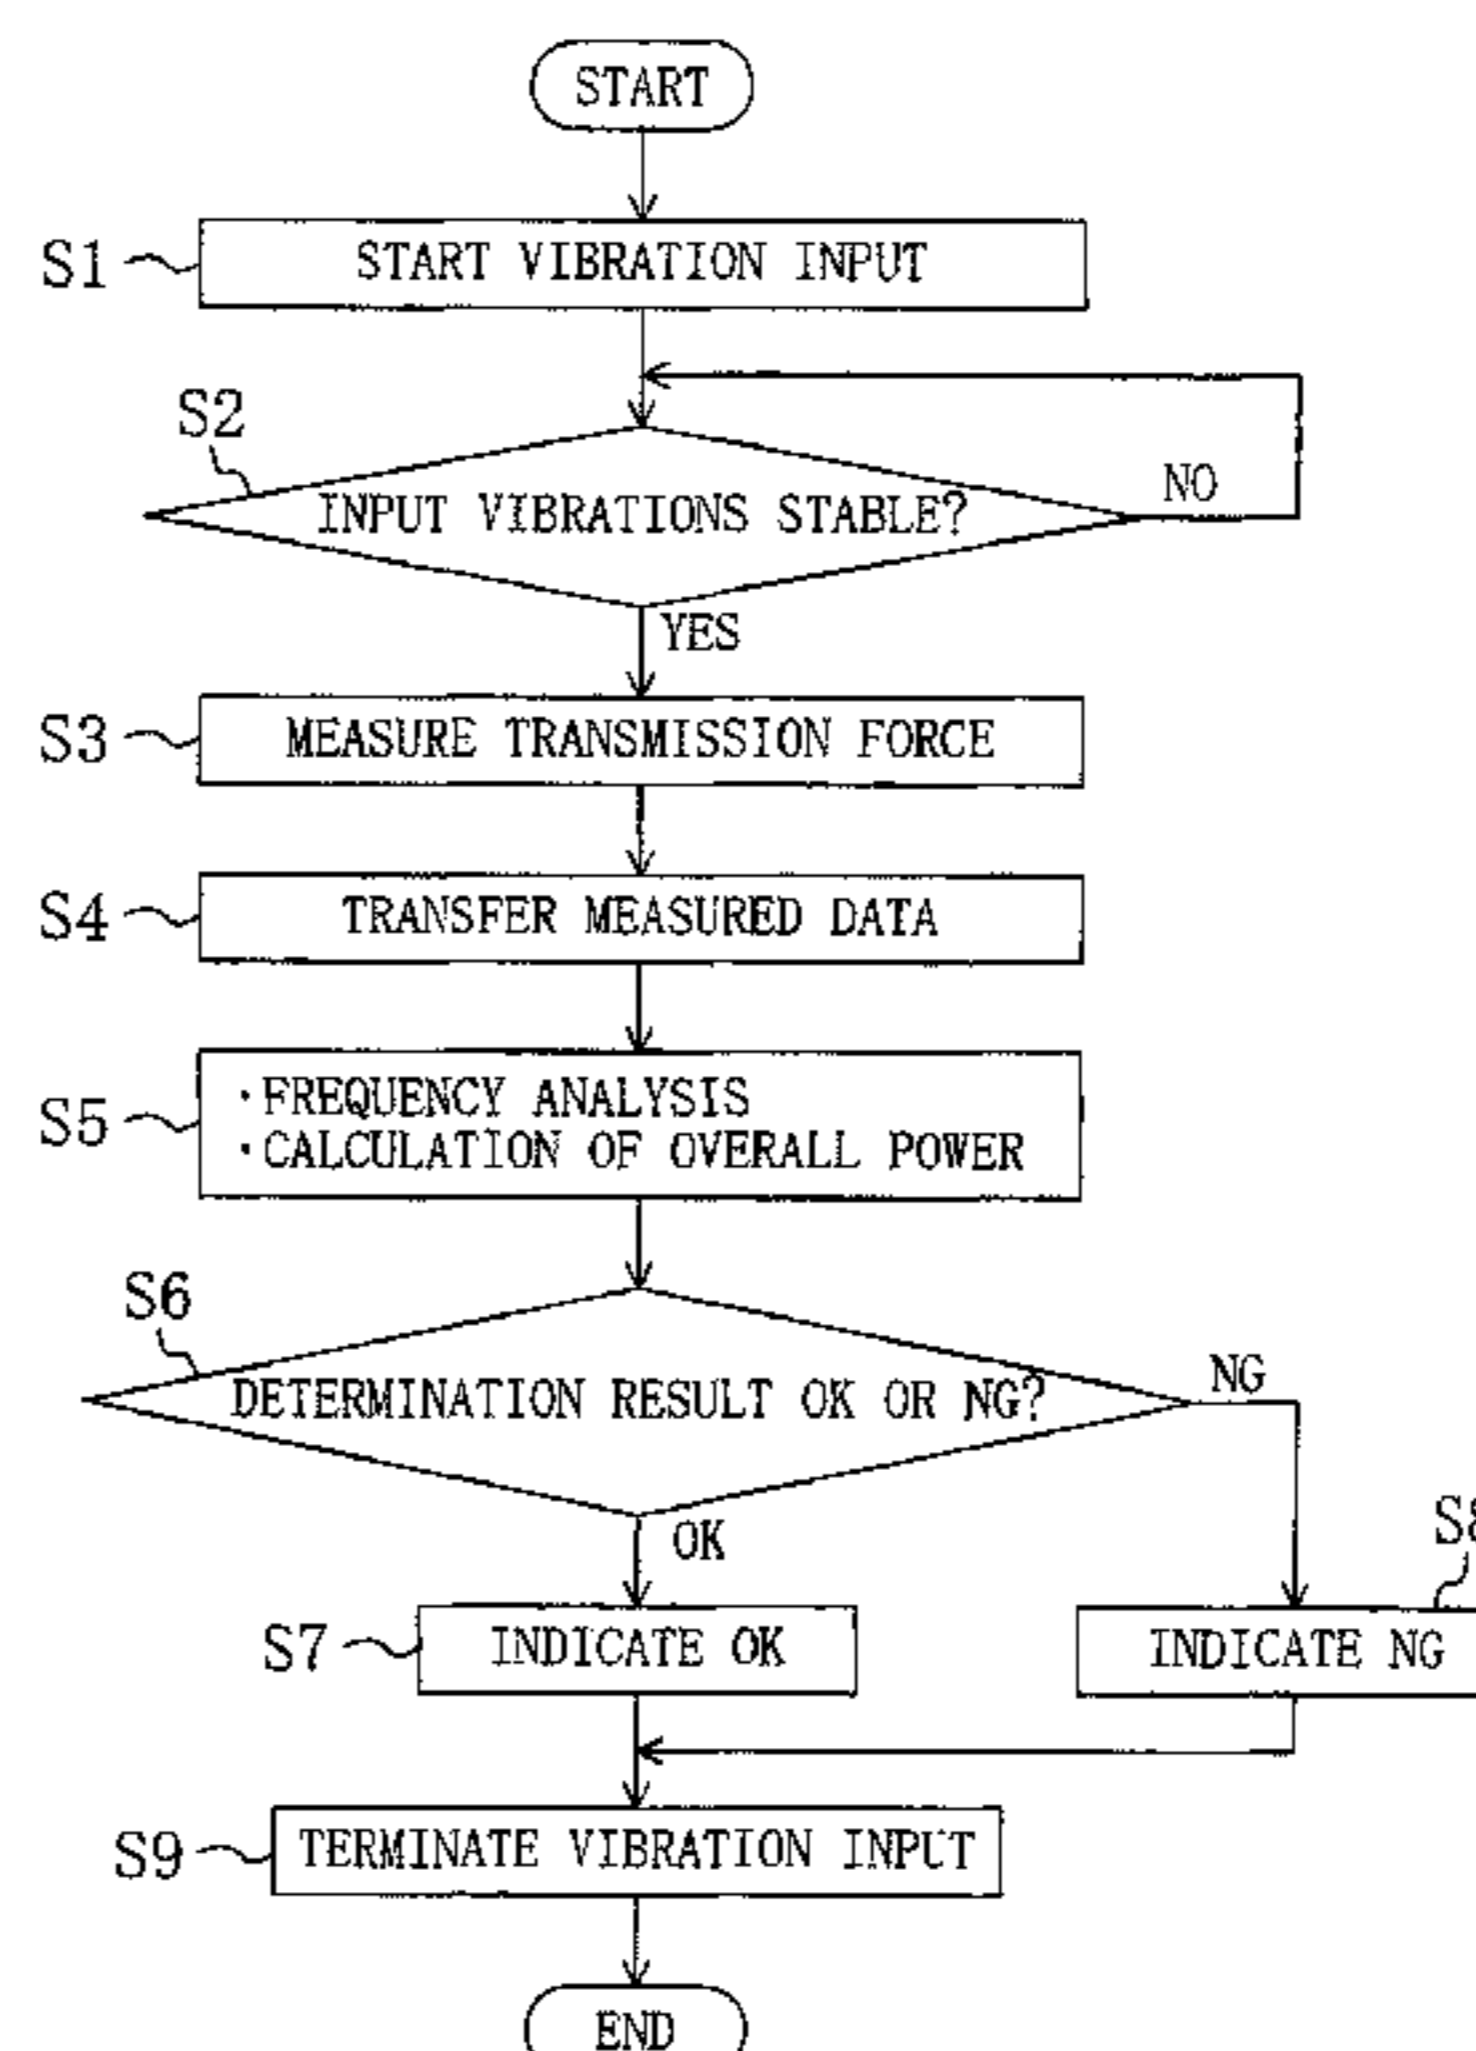 START
S1
START VIBRATION INPUT
S2
INPUT VIBRATIONS STABLE?
NO
YES
S3
MEASURE TRANSMISSION FORCE
S4
TRANSFER MEASURED DATA
S5
・FREQUENCY ANALYSIS
・CALCULATION OF OVERALL POWER
S6
DETERMINATION RESULT OK OR NG?
NG
OK
S7
INDICATE OK
S8
INDICATE NG
S9
TERMINATE VIBRATION INPUT
END